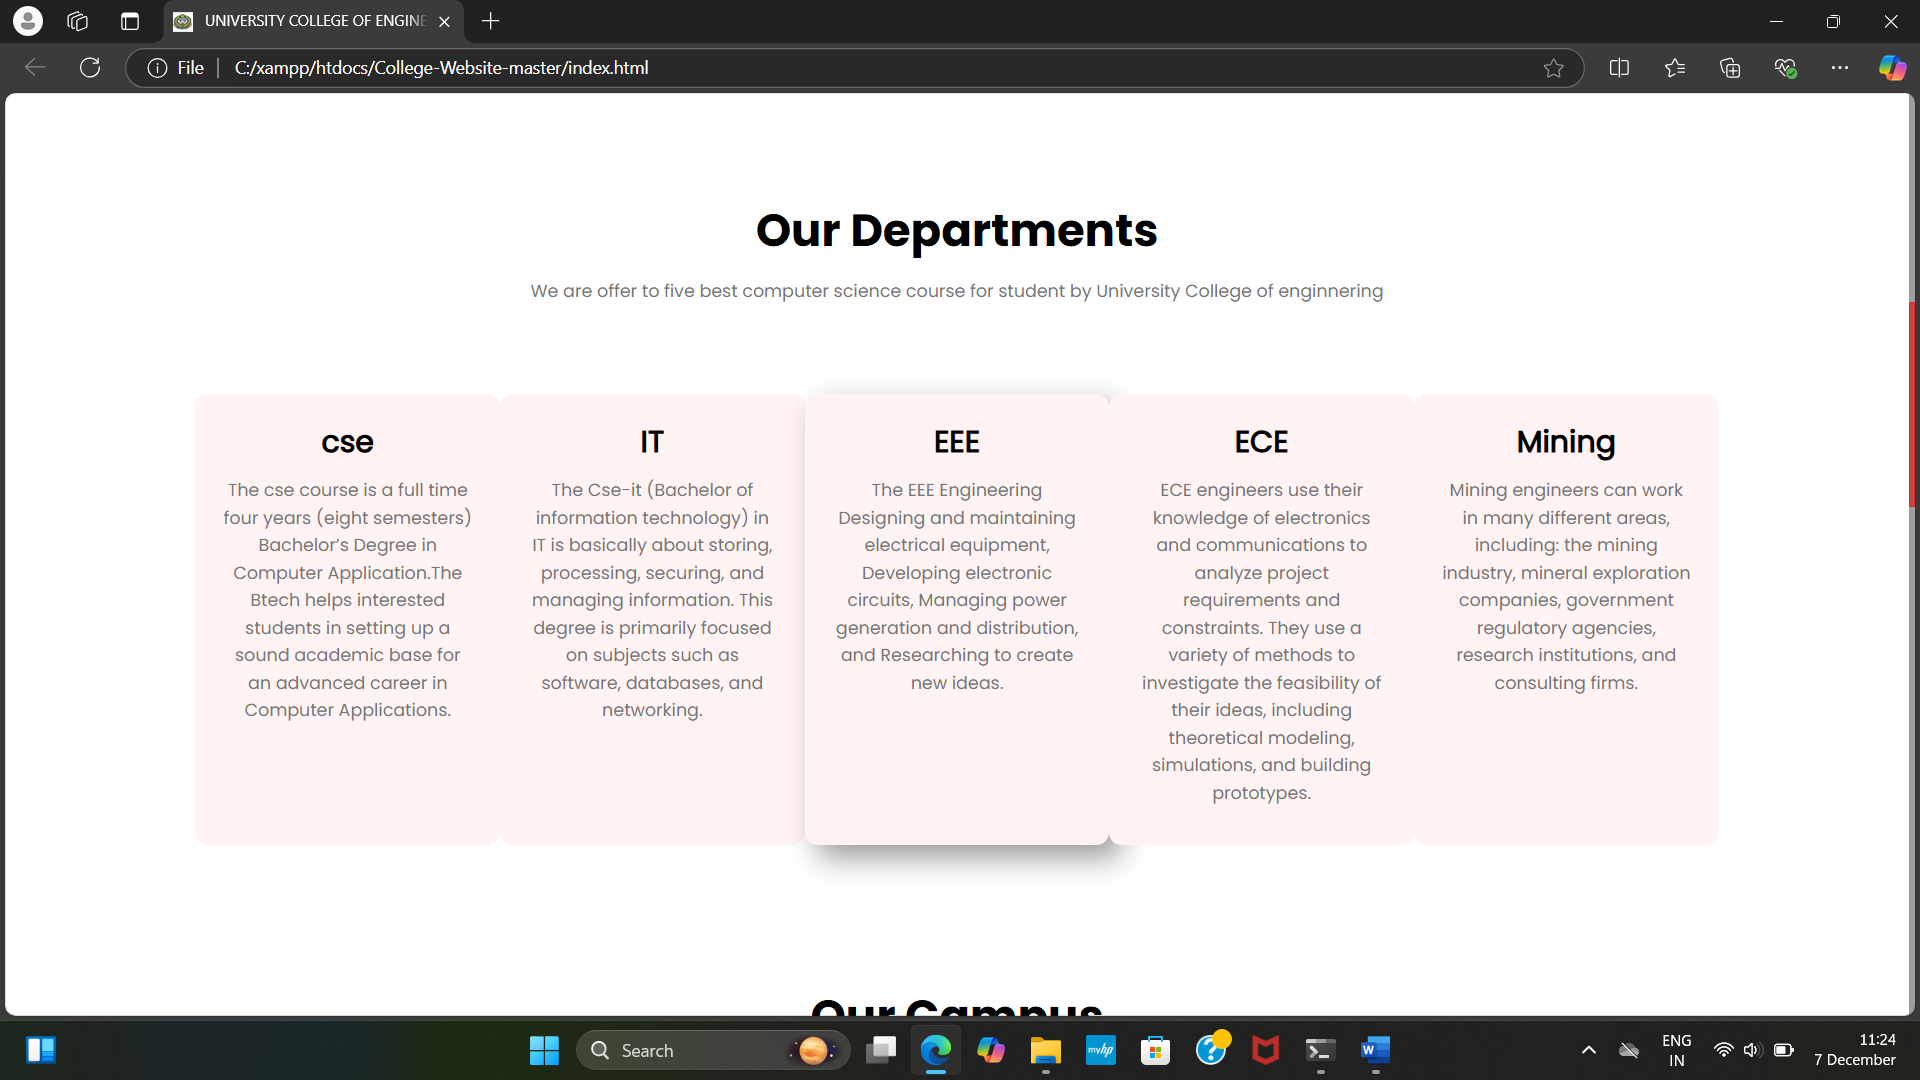 UNIVERSITY COLLEGE OF ENGINE
File
C:/xampp/htdocs/College-Website-master/index.html
Our Departments
We are offer to five best computer science course for student by University College of enginnering
cse
The cse course is a full time
four years (eight semesters)
Bachelor’s Degree in
Computer Application.The
Btech helps interested
students in setting up a
sound academic base for
an advanced career in
Computer Applications.
IT
The Cse-it (Bachelor of
information technology) in
IT is basically about storing,
processing, securing, and
managing information. This
degree is primarily focused
on subjects such as
software, databases, and
networking.
EEE
The EEE Engineering
Designing and maintaining
electrical equipment,
Developing electronic
circuits, Managing power
generation and distribution,
and Researching to create
new ideas.
ECE
ECE engineers use their
knowledge of electronics
and communications to
analyze project
requirements and
constraints. They use a
variety of methods to
investigate the feasibility of
their ideas, including
theoretical modeling,
simulations, and building
prototypes.
Mining
Mining engineers can work
in many different areas,
including: the mining
industry, mineral exploration
companies, government
regulatory agencies,
research institutions, and
consulting firms.
Our Campus
Search
myhp
ENG
IN
11:24
7 December